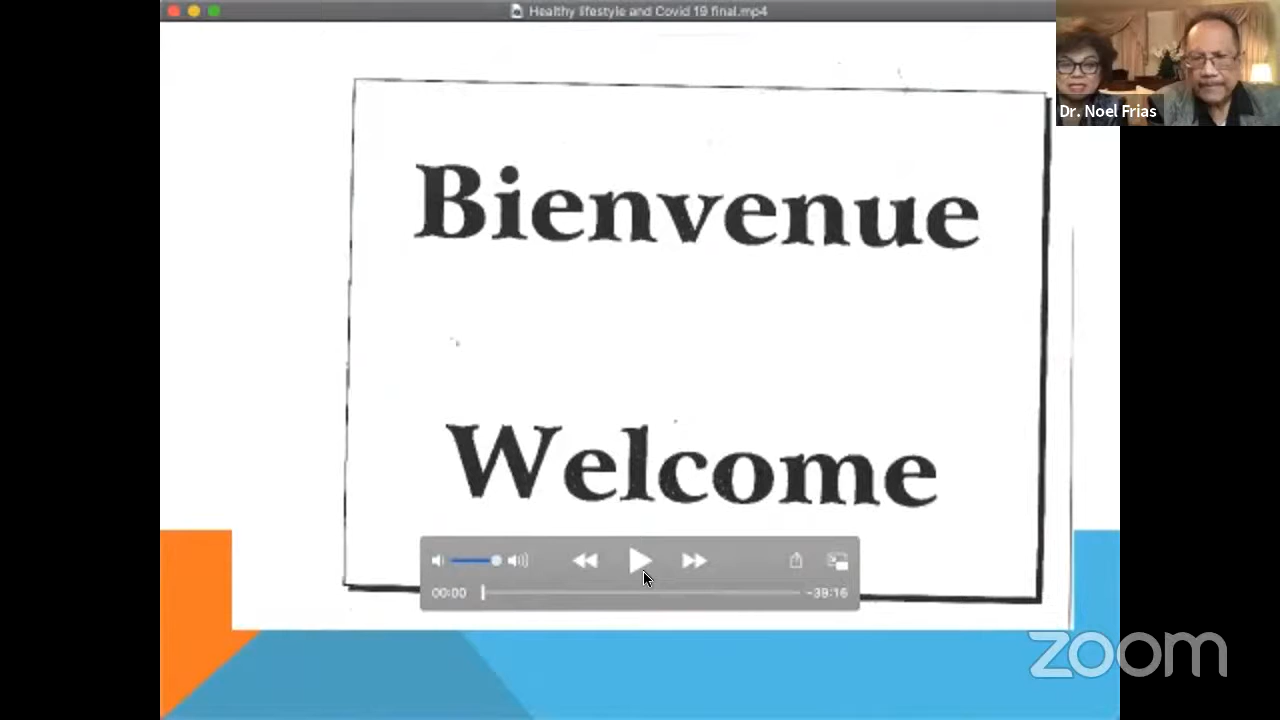 Healthy lifestyle and Covid 19 final.mp4
Dr. Noel Frias
Bienvenue
Welcome
00:00
-39:16
zoom